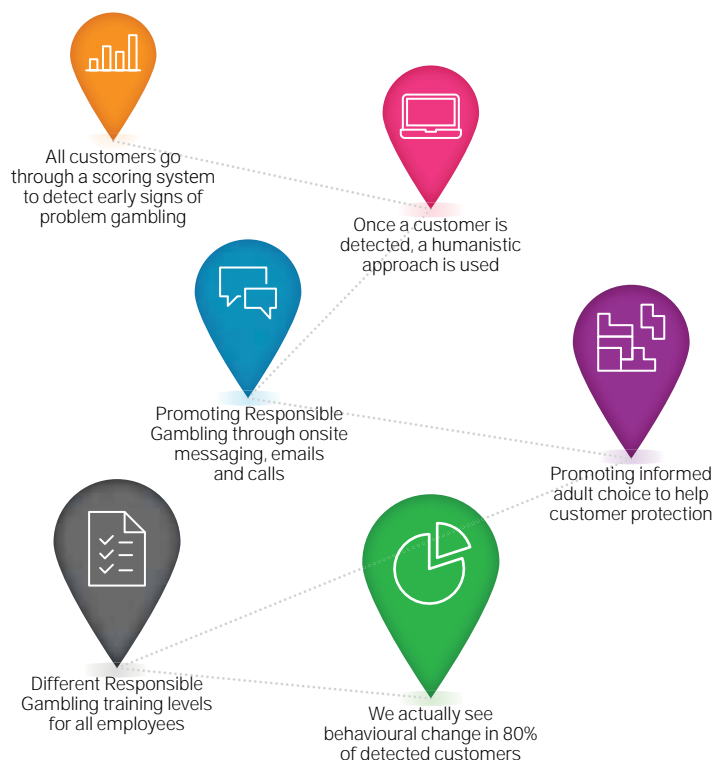 All customers go
through a scoring system
to detect early signs of
problem gambling
Once a customer is
detected, a humanistic
approach is used
Promoting Responsible
Gambling through onsite
messaging, emails
and calls
Promoting informed
adult choice to help
customer protection
Different Responsible
Gambling training levels
for all employees
We actually see
behavioural change in 80%
of detected customers